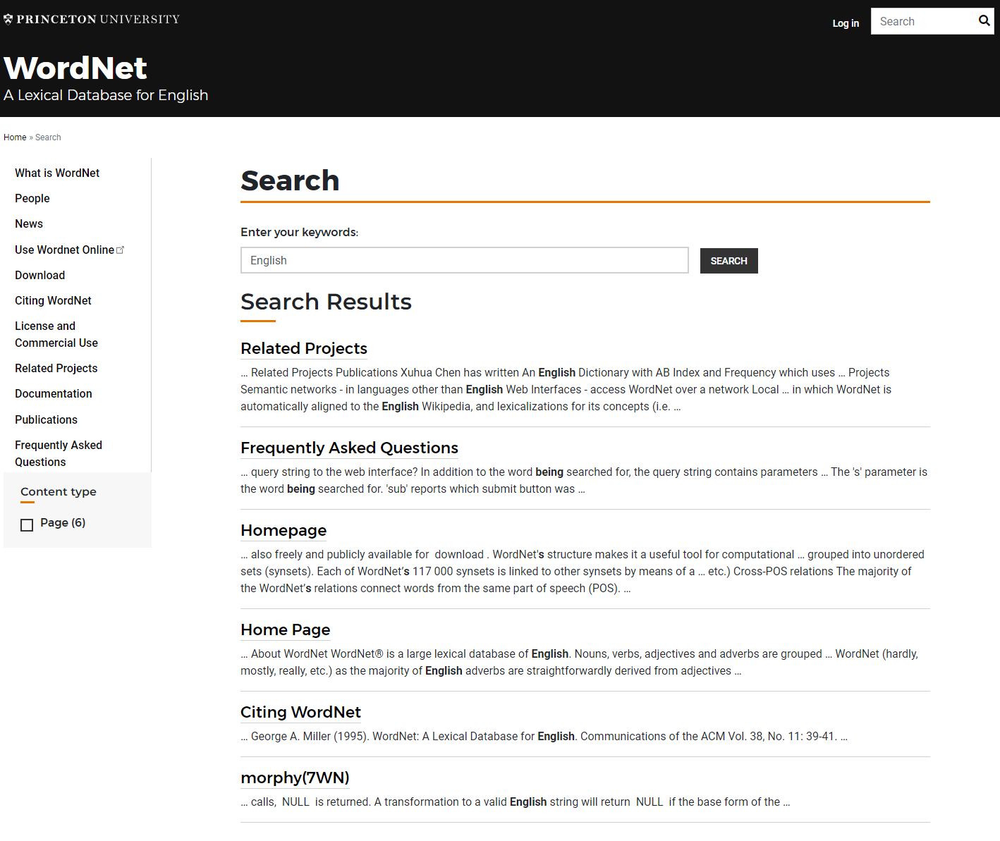 PRINCETON UNIVERSITY
Log in
Search
WordNet
A Lexical Database for English
Home » Search
What is WordNet
People
News
Use Wordnet Online
Download
Citing WordNet
License and
Commercial Use
Related Projects
Documentation
Publications
Frequently Asked
Questions
Content type
Page (6)
Search
Enter your keywords:
English
SEARCH
Search Results
Related Projects
... Related Projects Publications Xuhua Chen has written An English Dictionary with AB Index and Frequency which uses ... Projects
Semantic networks - in languages other than English Web Interfaces - access WordNet over a network Local ... in which WordNet is
automatically aligned to the English Wikipedia, and lexicalizations for its concepts (i.e. ...
Frequently Asked Questions
... query string to the web interface? In addition to the word being searched for, the query string contains parameters ... The 's' parameter is
the word being searched for. 'sub' reports which submit button was ...
Homepage
... also freely and publicly available for  download . WordNet's structure makes it a useful tool for computational ... grouped into unordered
sets (synsets). Each of WordNet’s 117 000 synsets is linked to other synsets by means of a ... etc.) Cross-POS relations The majority of
the WordNet’s relations connect words from the same part of speech (POS). ...
Home Page
... About WordNet WordNet® is a large lexical database of English. Nouns, verbs, adjectives and adverbs are grouped ... WordNet (hardly,
mostly, really, etc.) as the majority of English adverbs are straightforwardly derived from adjectives ...
Citing WordNet
... George A. Miller (1995). WordNet: A Lexical Database for English. Communications of the ACM Vol. 38, No. 11: 39-41. ...
morphy(7WN)
... calls,  NULL  is returned. A transformation to a valid English string will return  NULL  if the base form of the ...